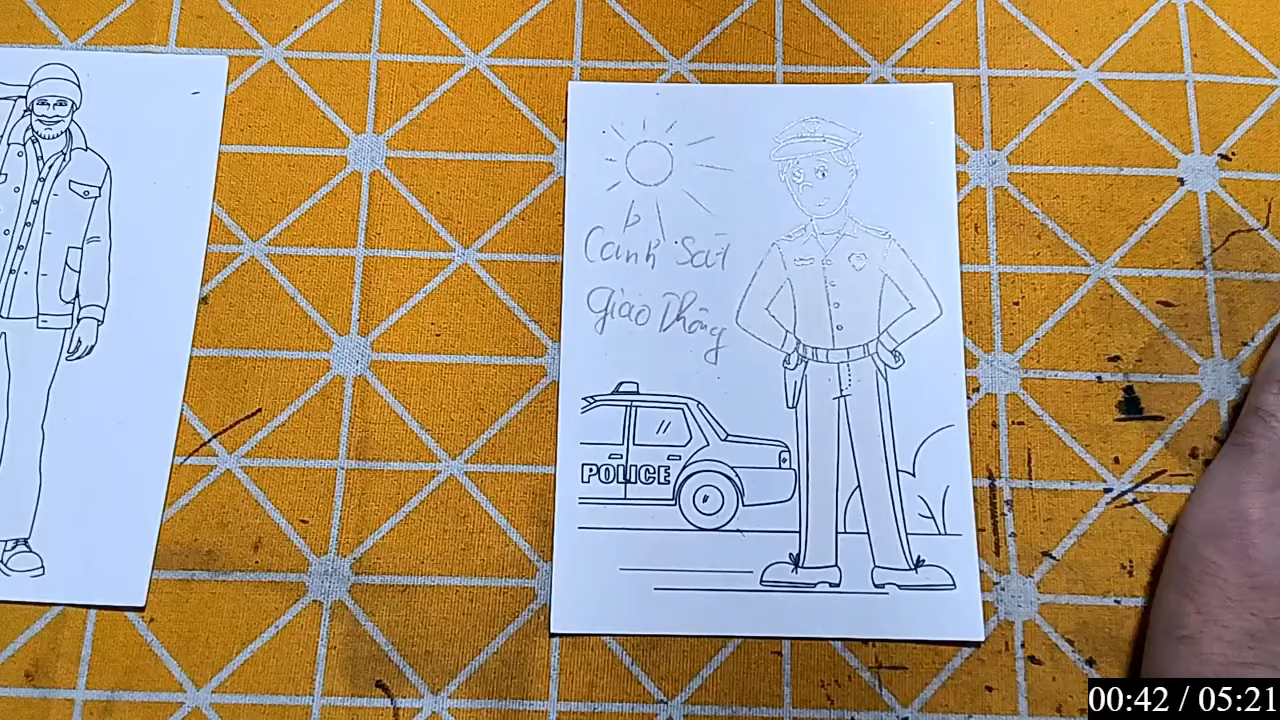 Cảnh Sát
giao Thông
POLICE
00:42 / 05:21